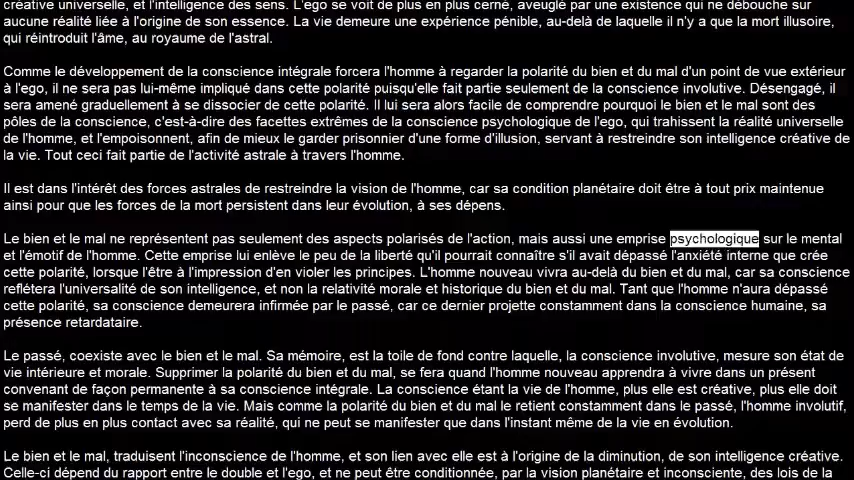 créative universelle, et l'intelligence des sens. L'ego se voit de plus en plus cerné, aveuglé par une existence qui ne débouche sur
aucune réalité liée à l'origine de son essence. La vie demeure une expérience pénible, au-delà de laquelle il n'y a que la mort illusoire,
qui réintroduit l'âme, au royaume de l'astral.
Comme le développement de la conscience intégrale forcera l'homme à regarder la polarité du bien et du mal d'un point de vue extérieur
à l'ego, il ne sera pas lui-même impliqué dans cette polarité puisqu'elle fait partie seulement de la conscience involutive. Désengagé, il
sera amené graduellement à se dissocier de cette polarité. Il lui sera alors facile de comprendre pourquoi le bien et le mal sont des
pôles de la conscience, c'est-à-dire des facettes extrêmes de la conscience psychologique de l'ego, qui trahissent la réalité universelle
de l'homme, et l'empoisonnent, afin de mieux le garder prisonnier d'une forme d'illusion, servant à restreindre son intelligence créative de
la vie. Tout ceci fait partie de l'activité astrale à travers l'homme.
Il est dans l'intérêt des forces astrales de restreindre la vision de l'homme, car sa condition planétaire doit être à tout prix maintenue
ainsi pour que les forces de la mort persistent dans leur évolution, à ses dépens.
Le bien et le mal ne représentent pas seulement des aspects polarisés de l'action, mais aussi une emprise psychologique sur le mental
et l'émotif de l'homme. Cette emprise lui enlève le peu de la liberté qu'il pourrait connaître s'il avait dépassé l'anxiété interne que crée
cette polarité, lorsque l'être à l'impression d'en violer les principes. L'homme nouveau vivra au-delà du bien et du mal, car sa conscience
reflétera l'universalité de son intelligence, et non la relativité morale et historique du bien et du mal. Tant que l'homme n'aura dépassé
cette polarité, sa conscience demeurera infirmée par le passé, car ce dernier projette constamment dans la conscience humaine, sa
présence retardataire.
Le passé, coexiste avec le bien et le mal. Sa mémoire, est la toile de fond contre laquelle, la conscience involutive, mesure son état de
vie intérieure et morale. Supprimer la polarité du bien et du mal, se fera quand l'homme nouveau apprendra à vivre dans un présent
convenant de façon permanente à sa conscience intégrale. La conscience étant la vie de l'homme, plus elle est créative, plus elle doit
se manifester dans le temps de la vie. Mais comme la polarité du bien et du mal le retient constamment dans le passé, l'homme involutif,
perd de plus en plus contact avec sa réalité, qui ne peut se manifester que dans l'instant même de la vie en évolution.
Le bien et le mal, traduisent l'inconscience de l'homme, et son lien avec elle est à l'origine de la diminution, de son intelligence créative.
Celle-ci dépend du rapport entre le double et l'ego, et ne peut être conditionnée, par la vision planétaire et inconsciente, des lois de la